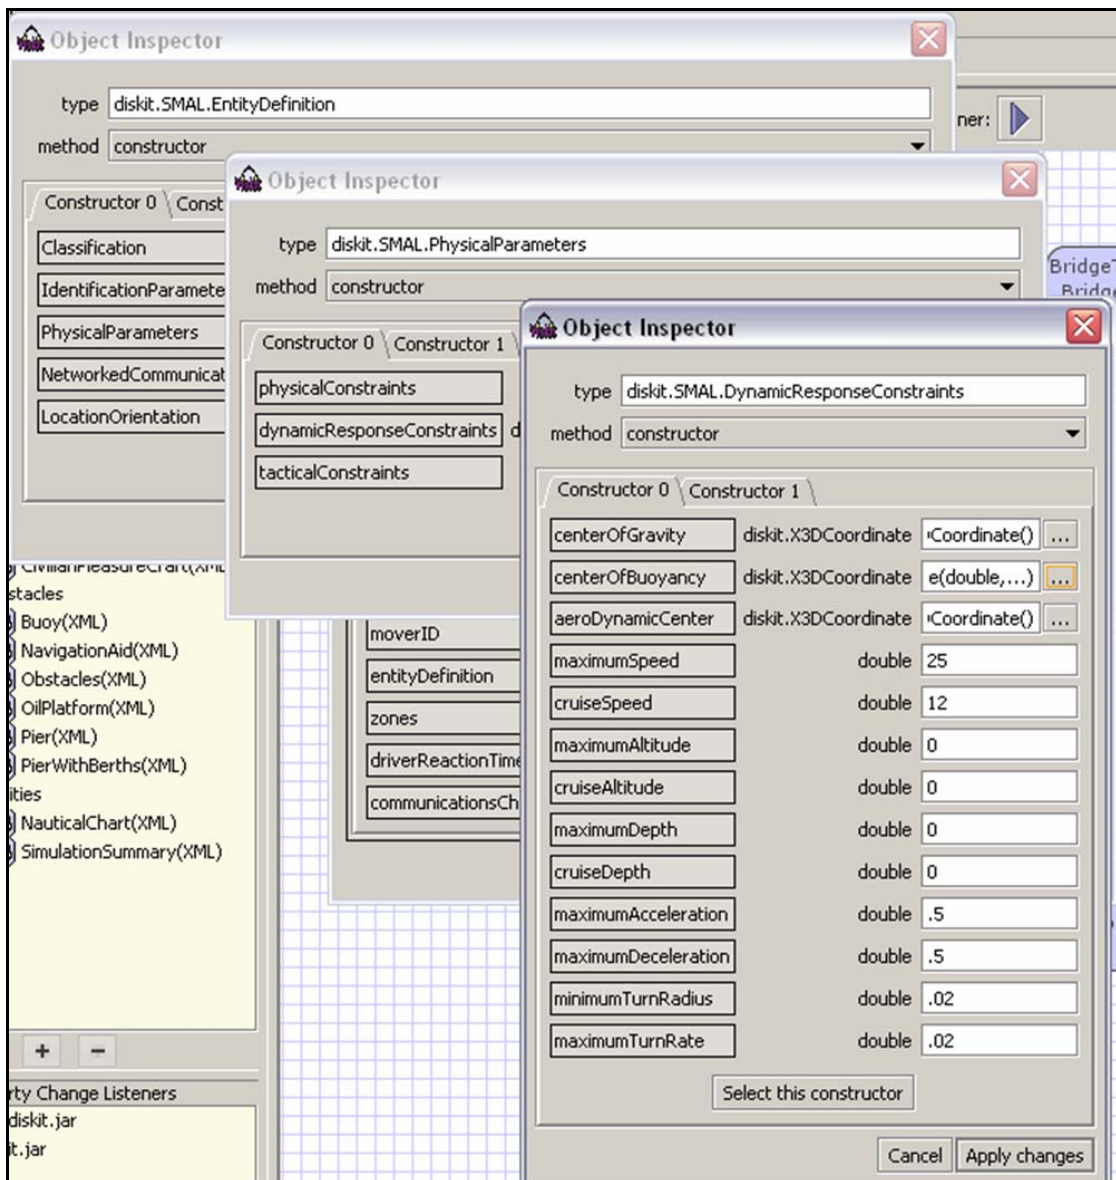 Object Inspector
type diskit.SMAL.EntityDefinition
method constructor
Constructor 0 Const
Classification
IdentificationParamete
PhysicalParameters
NetworkedCommunicat
LocationOrientation
ner:
Object Inspector
type diskit.SMAL.PhysicalParameters
method constructor
Constructor 0 Constructor 1
physicalConstraints
dynamicResponseConstraints d
tacticalConstraints
BridgeT
Bridge
Object Inspector
type diskit.SMAL.DynamicResponseConstraints
method constructor
Constructor 0 Constructor 1
centerOfGravity diskit.X3DCoordinate Coordinate() ...
centerOfBuoyancy diskit.X3DCoordinate e(double,...) ...
aeroDynamicCenter diskit.X3DCoordinate Coordinate() ...
maximumSpeed double 25
cruiseSpeed double 12
maximumAltitude double 0
cruiseAltitude double 0
maximumDepth double 0
cruiseDepth double 0
maximumAcceleration double .5
maximumDeceleration double .5
minimumTurnRadius double .02
maximumTurnRate double .02
Select this constructor
Cancel Apply changes
CivilianPleasureCraft(XML
stacles
Buoy(XML)
NavigationAid(XML)
Obstacles(XML)
OilPlatform(XML)
Pier(XML)
PierWithBerths(XML)
ities
NauticalChart(XML)
SimulationSummary(XML)
moverID
entityDefinition
zones
driverReactionTime
communicationsCh
+ -
rty Change Listeners
diskit.jar
it.jar